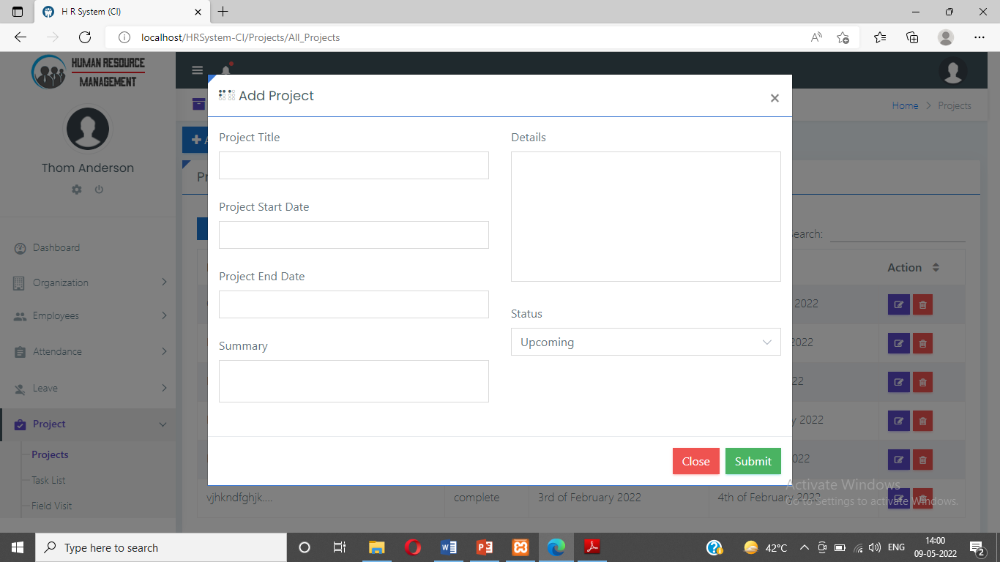 H R System (CI)
localhost/HRSystem-CI/Projects/All_Projects
HUMAN RESOURCE
MANAGEMENT
Thom Anderson
Dashboard
Organization
Employees
Attendance
Leave
Project
Projects
Task List
Field Visit
Home > Projects
Add Project
×
Project Title
Details
Project Start Date
Project End Date
Status
Upcoming
Summary
Close
Submit
Action
2022
2022
22
2022
022
vjhkndfghjk.... complete 3rd of February 2022 4th of February 2022
Activate Windows
Go to Settings to activate Windows.
Type here to search
42°C
ENG
14:00
09-05-2022
2